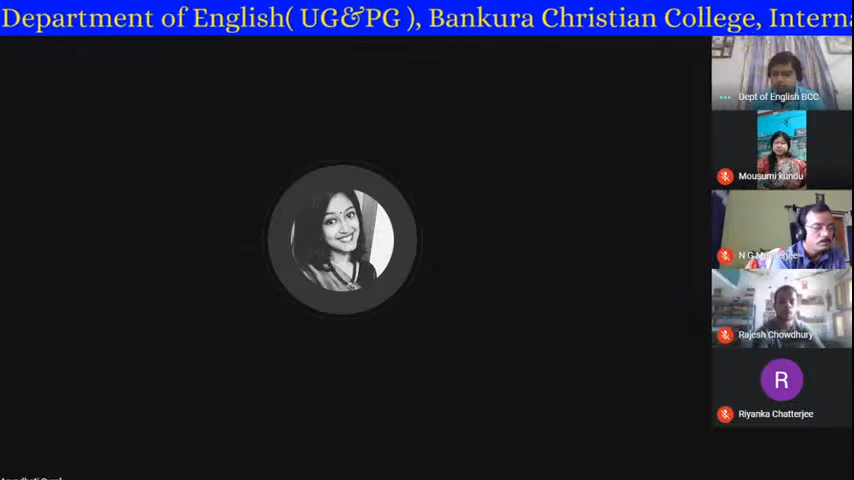 Department of English( UG&PG ), Bankura Christian College, Interna
Dept of English BCC
Mousumi kundu
N G Mukherjee
Rajesh Chowdhury
R
Riyanka Chatterjee